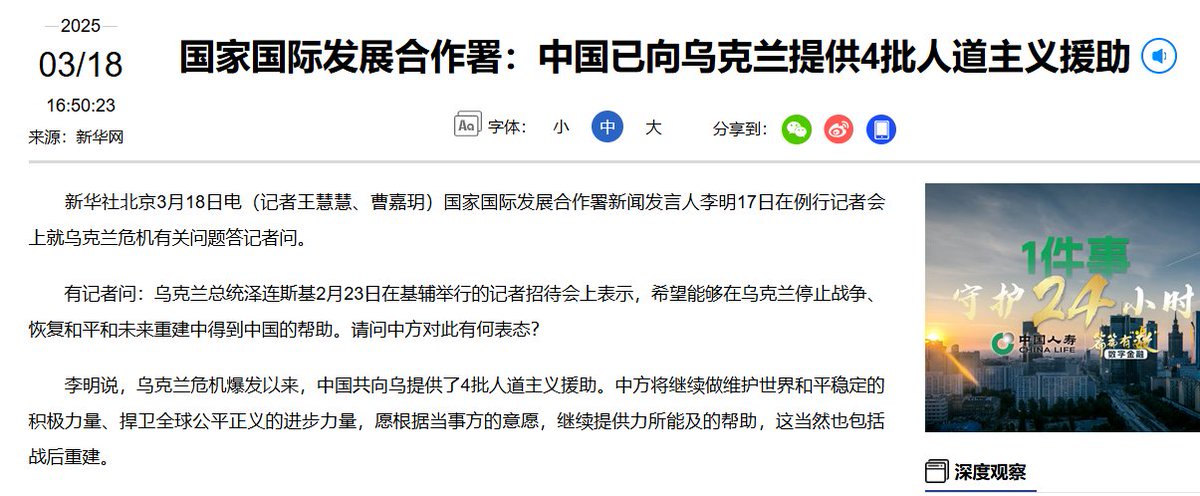 2025
03/18
16:50:23
来源：新华网
国家国际发展合作署：中国已向乌克兰提供4批人道主义援助
Aa 字体： 小 中 大 分享到：
新华社北京3月18日电（记者王慧慧、曹嘉玥）国家国际发展合作署新闻发言人李明17日在例行记者会
上就乌克兰危机有关问题答记者问。
有记者问：乌克兰总统泽连斯基2月23日在基辅举行的记者招待会上表示，希望能够在乌克兰停止战争、
恢复和平和未来重建中得到中国的帮助。请问中方对此有何表态？
李明说，乌克兰危机爆发以来，中国共向乌提供了4批人道主义援助。中方将继续做维护世界和平稳定的
积极力量、捍卫全球公平正义的进步力量，愿根据当事方的意愿，继续提供力所能及的帮助，这当然也包括
战后重建。
1件事
守护24小时
中国人寿
CHINA LIFE
数字金融
深度观察